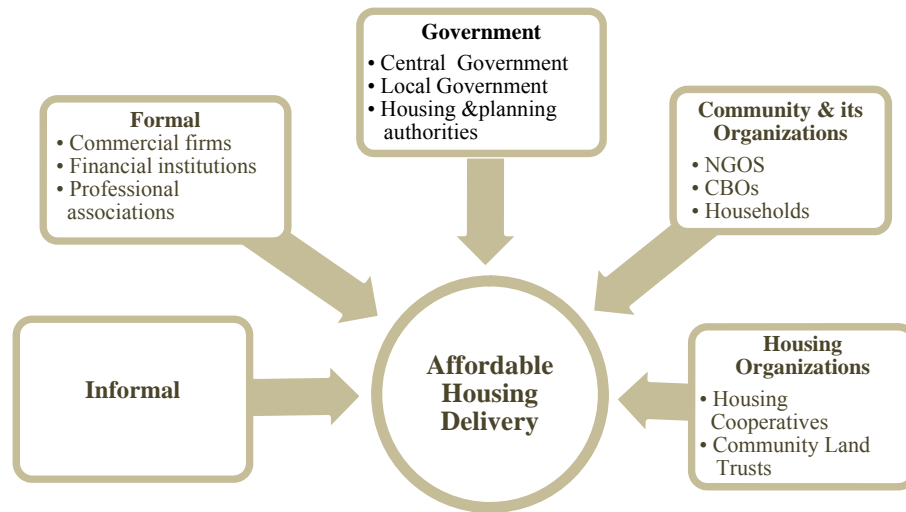 Government
• Central Government
• Local Government
• Housing &planning
authorities
Formal
• Commercial firms
• Financial institutions
• Professional
associations
Community & its
Organizations
• NGOS
• CBOs
• Households
Informal
Affordable
Housing
Delivery
Housing
Organizations
• Housing
Cooperatives
• Community Land
Trusts